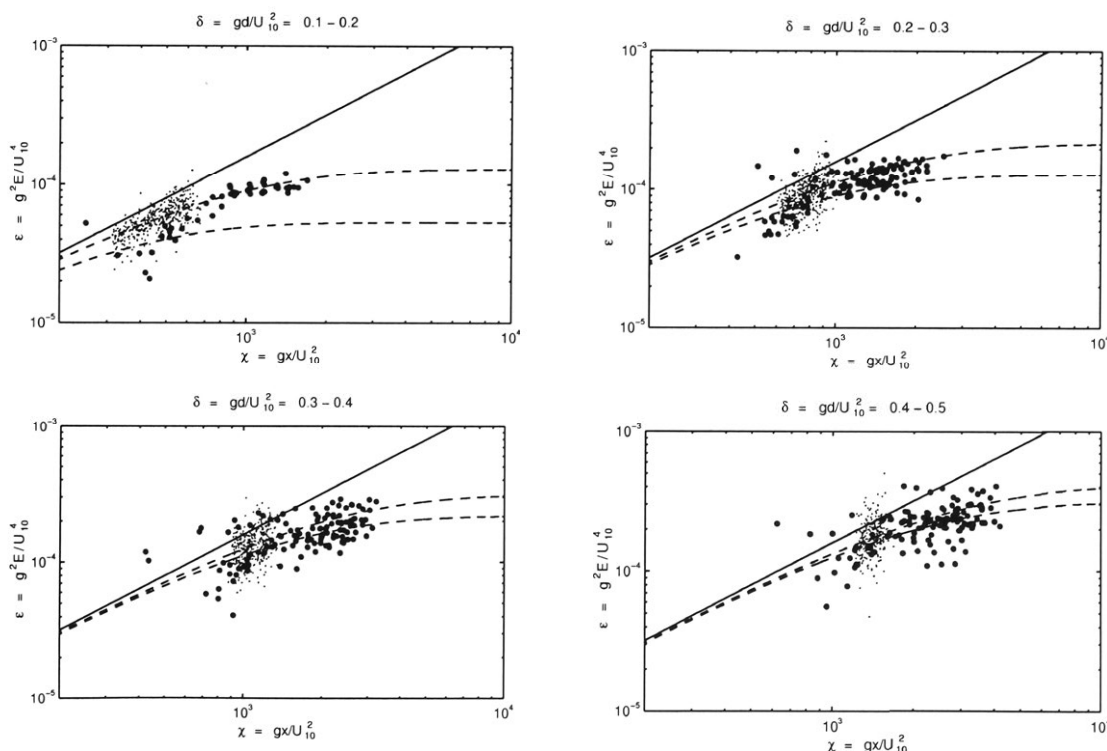 δ = gd/U₁₀² = 0.1 – 0.2
10⁻³
10⁻⁴
10⁻⁵
ε = g²E/U₁₀⁴
10³
10⁴
χ = gx/U₁₀²
δ = gd/U₁₀² = 0.2 – 0.3
10⁻³
10⁻⁴
10⁻⁵
ε = g²E/U₁₀⁴
10³
χ – gx/U₁₀²
δ = gd/U₁₀² = 0.3 – 0.4
10⁻³
10⁻⁴
10⁻⁵
ε = g²E/U₁₀⁴
10³
10⁴
χ = gx/U₁₀²
δ = gd/U₁₀² = 0.4 – 0.5
10⁻³
10⁻⁴
10⁻⁵
ε = g²E/U₁₀⁴
10³
χ = gx/U₁₀²